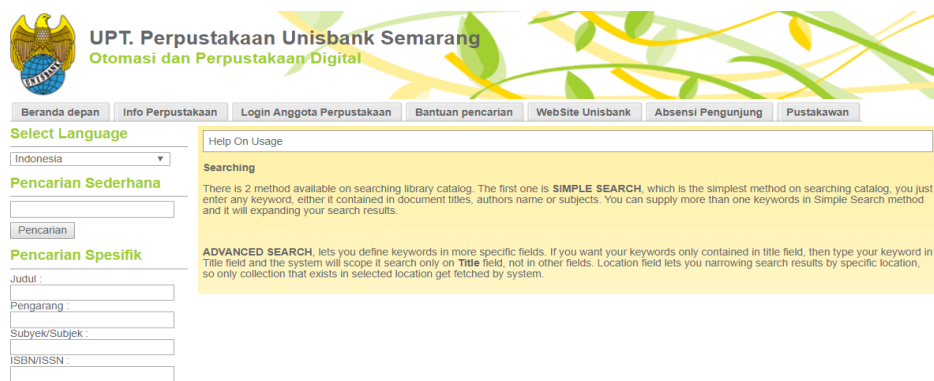 UPT. Perpustakaan Unisbank Semarang
Otomasi dan Perpustakaan Digital
UNISBANK
Beranda depan
Info Perpustakaan
Login Anggota Perpustakaan
Bantuan pencarian
WebSite Unisbank
Absensi Pengunjung
Pustakawan
Select Language
Indonesia
Pencarian Sederhana
Pencarian
Pencarian Spesifik
Judul :
Pengarang :
Subyek/Subjek :
ISBN/ISSN :
Help On Usage
Searching
There is 2 method available on searching library catalog. The first one is SIMPLE SEARCH, which is the simplest method on searching catalog, you just
enter any keyword, either it contained in document titles, authors name or subjects. You can supply more than one keywords in Simple Search method
and it will expanding your search results.
ADVANCED SEARCH, lets you define keywords in more specific fields. If you want your keywords only contained in title field, then type your keyword in
Title field and the system will scope it search only on Title field, not in other fields. Location field lets you narrowing search results by specific location,
so only collection that exists in selected location get fetched by system.